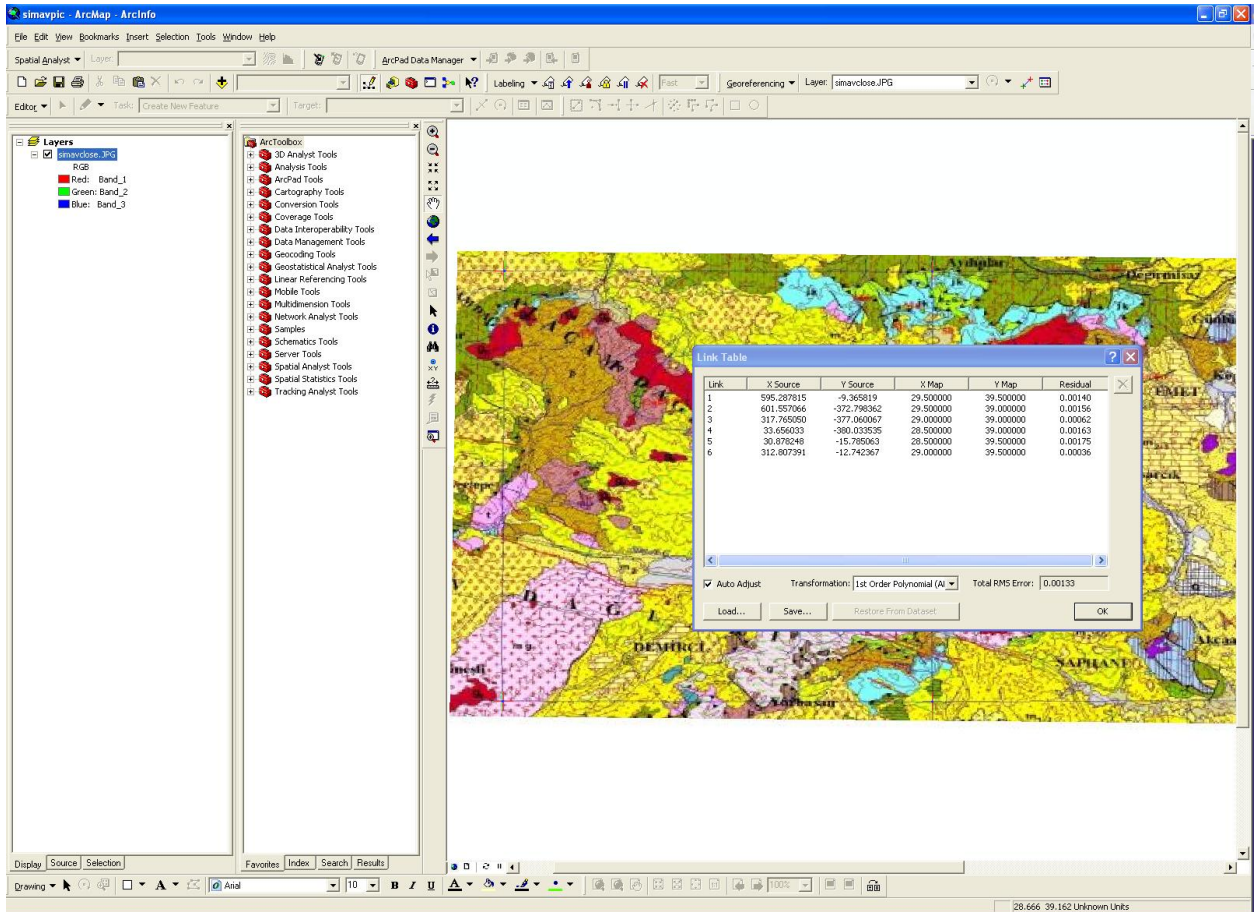 simavpic - ArcMap - ArcInfo
File Edit View Bookmarks Insert Selection Tools Window Help
Spatial Analyst Layer: ArcPad Data Manager
Labeling Fast Georeferencing Layer: simavclose.JPG
Editor Task: Create New Feature Target:
Layers
simavclose.JPG
RGB
Red: Band_1
Green: Band_2
Blue: Band_3
ArcToolbox
3D Analyst Tools
Analysis Tools
ArcPad Tools
Cartography Tools
Conversion Tools
Coverage Tools
Data Interoperability Tools
Data Management Tools
Geocoding Tools
Geostatistical Analyst Tools
Linear Referencing Tools
Mobile Tools
Multidimension Tools
Network Analyst Tools
Samples
Schematics Tools
Server Tools
Spatial Analyst Tools
Spatial Statistics Tools
Tracking Analyst Tools
Link Table
Link X Source Y Source X Map Y Map Residual
1 595.287815 -9.365819 29.500000 39.500000 0.00140
2 601.557066 -372.798362 29.500000 39.000000 0.00156
3 317.765050 -377.060067 29.000000 39.000000 0.00062
4 33.656033 -380.033535 28.500000 39.000000 0.00163
5 30.878248 -15.785063 28.500000 39.500000 0.00175
6 312.807391 -12.742367 29.000000 39.500000 0.00036
Auto Adjust Transformation: 1st Order Polynomial (A Total RMS Error: 0.00133
Load... Save... Restore From Dataset OK
EMET
DEMİRCİ
ŞAPHANE
Display Source Selection
Favorites Index Search Results
Drawing Arial 10 B I U A 100%
28.666 39.162 Unknown Units